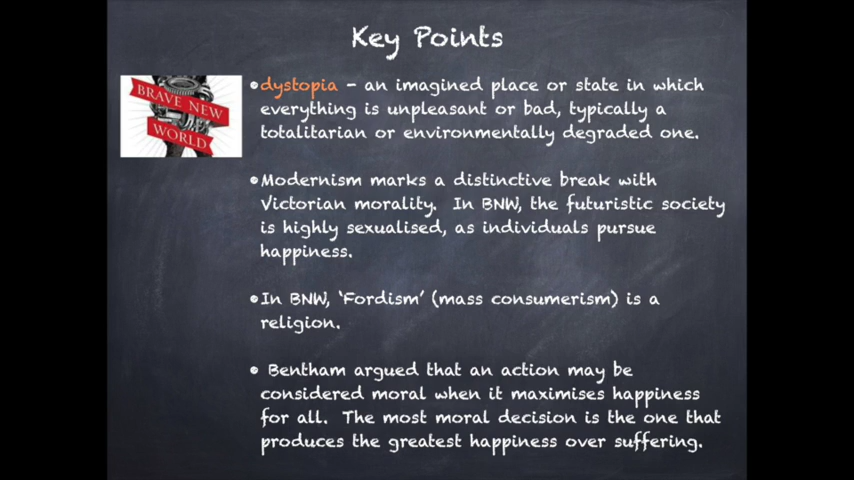 Key Points
BRAVE NEW
WORLD
•dystopia - an imagined place or state in which
everything is unpleasant or bad, typically a
totalitarian or environmentally degraded one.
•Modernism marks a distinctive break with
Victorian morality. In BNW, the futuristic society
is highly sexualised, as individuals pursue
happiness.
•In BNW, ‘Fordism’ (mass consumerism) is a
religion.
• Bentham argued that an action may be
considered moral when it maximises happiness
for all. The most moral decision is the one that
produces the greatest happiness over suffering.